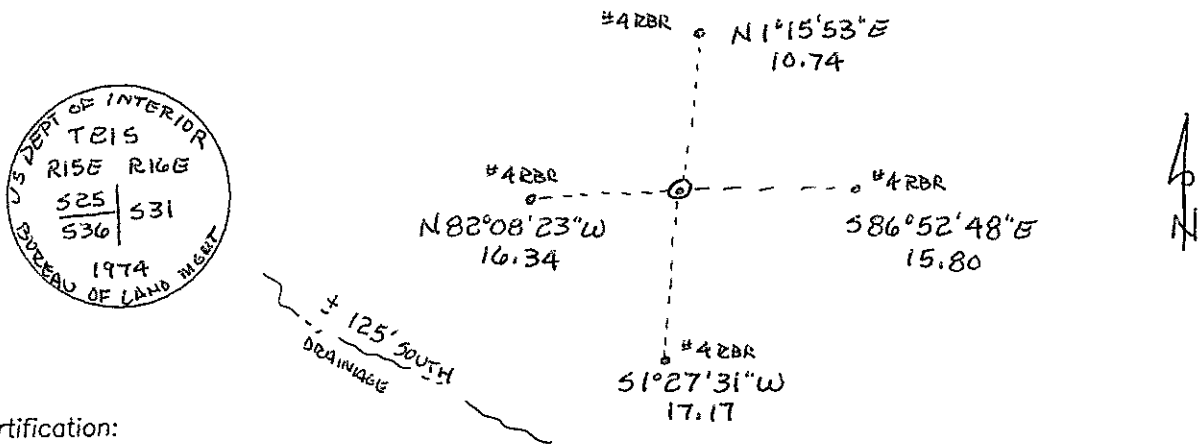 #4 RBR
N 1°15'53"E
10.74
US DEPT OF INTERIOR
T21S
R15E R16E
S25 S31
S36
1974
BUREAU OF LAND MGMT
#4 RBR
N82°08'23"W
16.34
#4 RBR
S86°52'48"E
15.80
N
± 125' SOUTH
DRAINAGE
#4 RBR
S1°27'31"W
17.17
rtification: